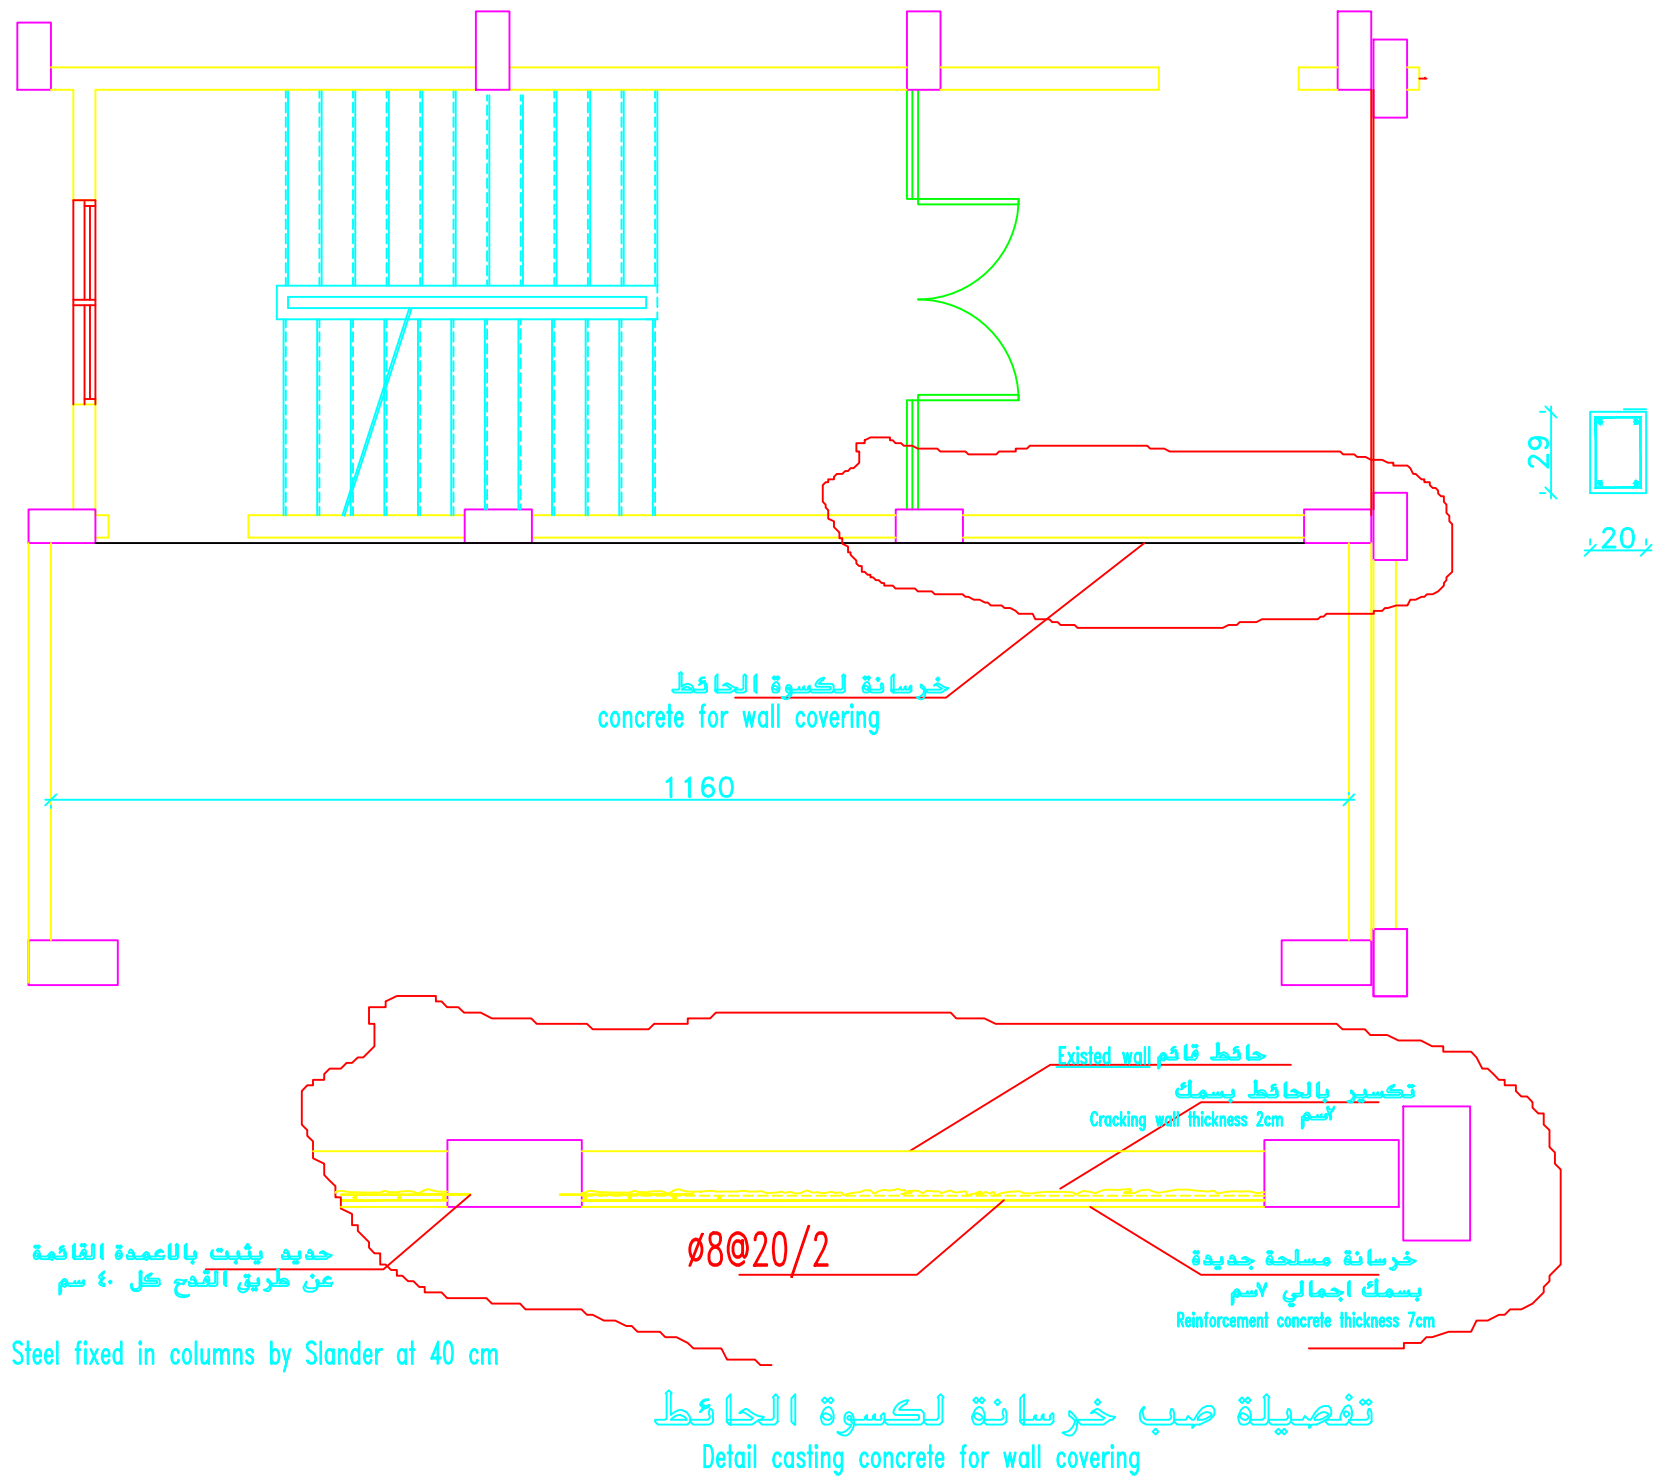 29
20
خرسانة لكسوة الحائط
concrete for wall covering
1160
Existed wall حائط قائم
تكسير بالحائط بسمك
Cracking wall thickness 2cm ٢سم
ø8@20/2
حديد يثبت بالاعمدة القائمة
عن طريق القدح كل ٤٠ سم
خرسانة مسلحة جديدة
بسمك اجمالي ٧سم
Reinforcement concrete thickness 7cm
Steel fixed in columns by Slander at 40 cm
تفصيلة صب خرسانة لكسوة الحائط
Detail casting concrete for wall covering